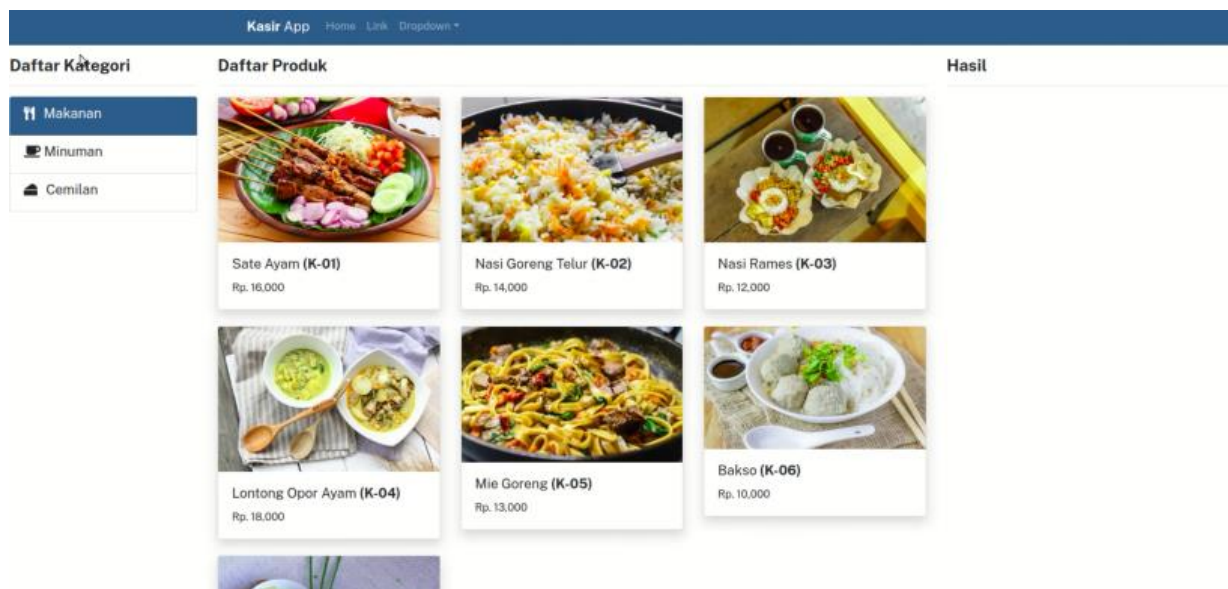 Kasir App Home Link Dropdown
Daftar Kategori
Makanan
Minuman
Cemilan
Daftar Produk
Sate Ayam (K-01)
Rp. 16,000
Nasi Goreng Telur (K-02)
Rp. 14,000
Nasi Rames (K-03)
Rp. 12,000
Lontong Opor Ayam (K-04)
Rp. 18,000
Mie Goreng (K-05)
Rp. 13,000
Bakso (K-06)
Rp. 10,000
Hasil